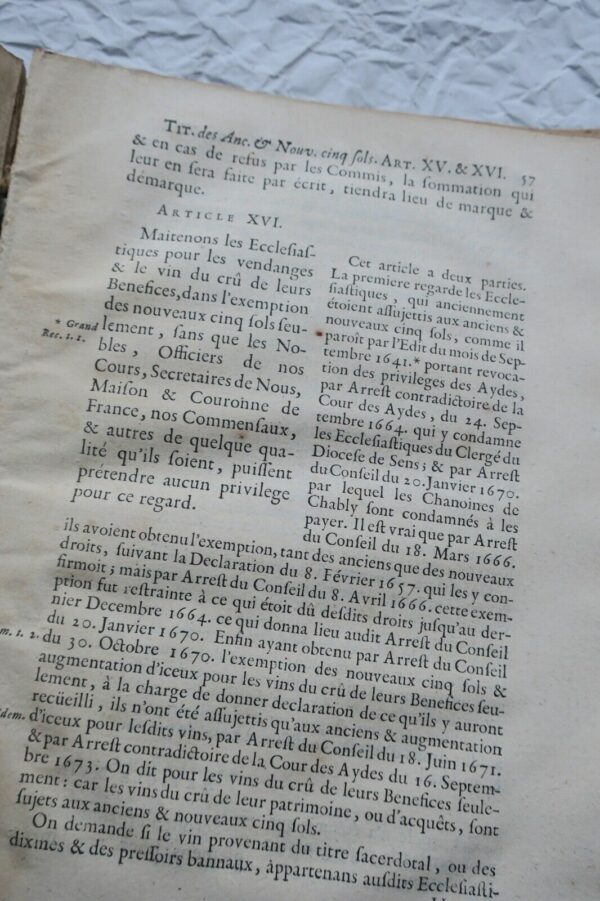 TIT. des Anc. & Nouv. cinq sols. ART. XV. & XVI. 57
& en cas de refus par les Commis, la sommation qui
leur en sera faite par écrit, tiendra lieu de marque &
démarque.
ARTICLE XVI.
Maitenons les Ecclesias-
tiques pour les vendanges
& le vin du crû de leurs
Benefices, dans l'exemption
des nouveaux cinq sols seu-
lement, sans que les No-
bles, Officiers de nos
Cours, Secretaires de Nous,
Maison & Couronne de
France, nos Commensaux,
& autres de quelque qua-
lité qu'ils soient, puissent
prétendre aucun privilege
pour ce regard.
* Grand
Rec. 1. 2.
Cet article a deux parties.
La premiere regarde les Eccle-
siastiques, qui anciennement
étoient assujettis aux anciens &
nouveaux cinq sols, comme il
paroît par l'Edit du mois de Sep-
tembre 1641.* portant revoca-
tion des privileges des Aydes,
par Arrest contradictoire de la
Cour des Aydes, du 24. Sep-
tembre 1664. qui y condamne
les Ecclesiastiques du Clergé du
Diocese de Sens; & par Arrest
du Conseil du 20. Janvier 1670.
par lequel les Chanoines de
Chably sont condamnés à les
payer. Il est vrai que par Arrest
du Conseil du 18. Mars 1666.
ils avoient obtenu l'exemption, tant des anciens que des nouveaux
droits, suivant la Declaration du 8. Février 1657. qui les y con-
firmoit; mais par Arrest du Conseil du 8. Avril 1666. cette exem-
ption fut restrainte à ce qui étoit dû desdits droits jusqu'au der-
nier Decembre 1664. ce qui donna lieu audit Arrest du Conseil
du 20. Janvier 1670. Enfin ayant obtenu par Arrest du Conseil
m. 1. 2. du 30. Octobre 1670. l'exemption des nouveaux cinq sols &
augmentation d'iceux pour les vins du crû de leurs Benefices seu-
lement, à la charge de donner declaration de ce qu'ils y auront
recüeilli, ils n'ont été assujettis qu'aux anciens & augmentation
dem. d'iceux pour lesdits vins, par Arrest du Conseil du 18. Juin 1671.
& par Arrest contradictoire de la Cour des Aydes du 16. Septem-
bre 1673. On dit pour les vins du crû de leurs Benefices seule-
ment: car les vins du crû de leur patrimoine, ou d'acquêts, sont
sujets aux anciens & nouveaux cinq sols.
On demande si le vin provenant du titre sacerdotal, ou des
dixmes & des pressoirs bannaux, appartenans ausdits Ecclesiasti-